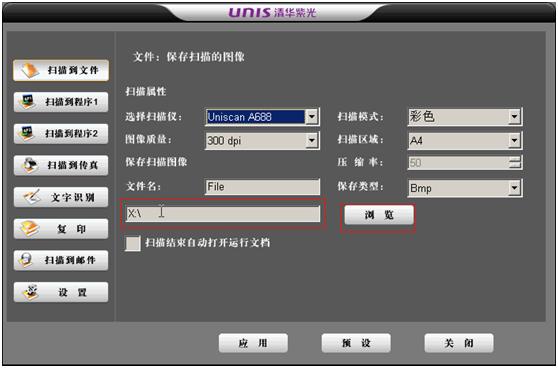 UNIS 清华紫光
文件：保存扫描的图像
扫描到文件
扫描到程序1
扫描到程序2
扫描到传真
文字识别
复印
扫描到邮件
设置
扫描属性
选择扫描仪： Uniscan A688 扫描模式： 彩色
图像质量： 300 dpi 扫描区域： A4
保存扫描图像 压缩率： 50
文件名： File 保存类型： Bmp
X:\ 浏览
扫描结束自动打开运行文档
应用 预设 关闭